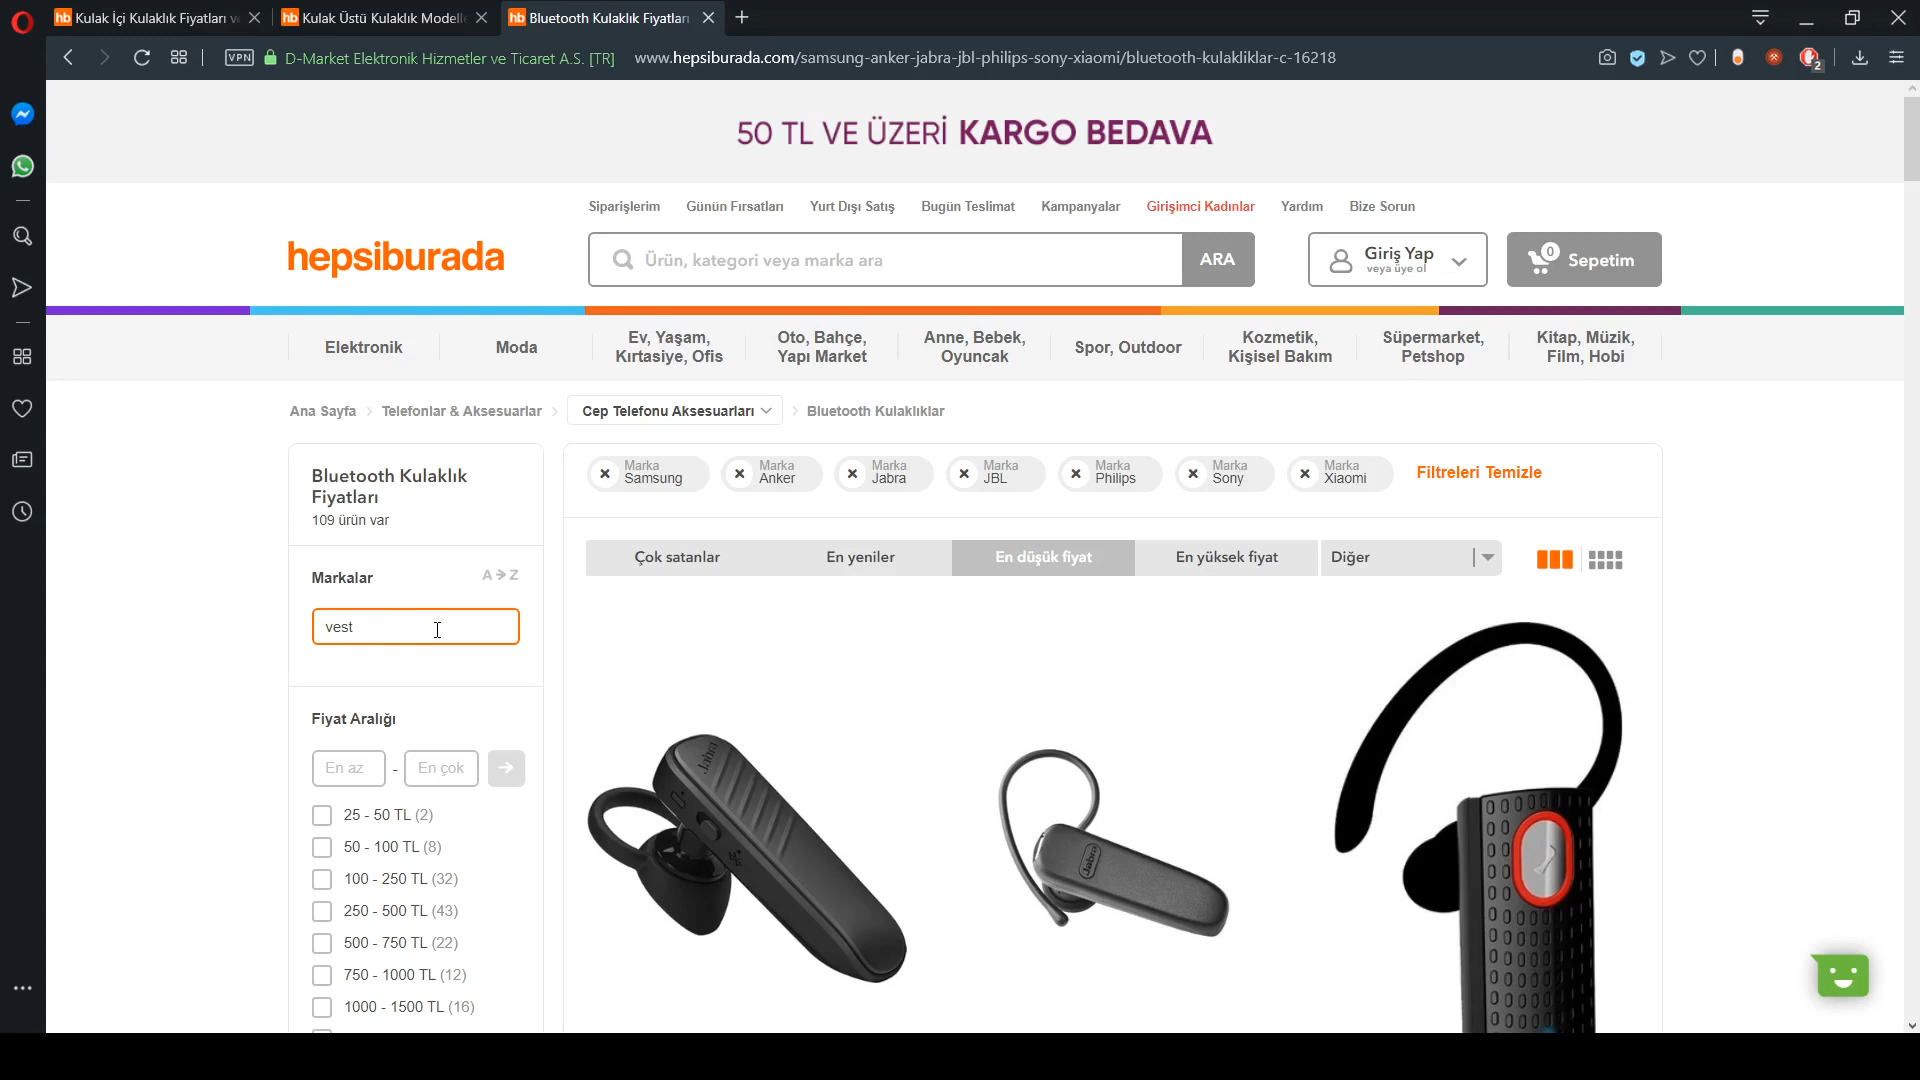 Kulak İçi Kulaklık Fiyatları v
Kulak Üstü Kulaklık Modelle
Bluetooth Kulaklık Fiyatları
VPN
D-Market Elektronik Hizmetler ve Ticaret A.S. [TR]
www.hepsiburada.com/samsung-anker-jabra-jbl-philips-sony-xiaomi/bluetooth-kulakliklar-c-16218
2
50 TL VE ÜZERİ KARGO BEDAVA
Siparişlerim
Günün Fırsatları
Yurt Dışı Satış
Bugün Teslimat
Kampanyalar
Girişimci Kadınlar
Yardım
Bize Sorun
hepsiburada
Ürün, kategori veya marka ara
ARA
Giriş Yap
veya üye ol
0
Sepetim
Elektronik
Moda
Ev, Yaşam,
Kırtasiye, Ofis
Oto, Bahçe,
Yapı Market
Anne, Bebek,
Oyuncak
Spor, Outdoor
Kozmetik,
Kişisel Bakım
Süpermarket,
Petshop
Kitap, Müzik,
Film, Hobi
Ana Sayfa
Telefonlar & Aksesuarlar
Cep Telefonu Aksesuarları
Bluetooth Kulaklıklar
Bluetooth Kulaklık
Fiyatları
109 ürün var
Marka
Samsung
Marka
Anker
Marka
Jabra
Marka
JBL
Marka
Philips
Marka
Sony
Marka
Xiaomi
Filtreleri Temizle
Çok satanlar
En yeniler
En düşük fiyat
En yüksek fiyat
Diğer
Markalar
A Z
vest
Fiyat Aralığı
En az
-
En çok
25 - 50 TL (2)
50 - 100 TL (8)
100 - 250 TL (32)
250 - 500 TL (43)
500 - 750 TL (22)
750 - 1000 TL (12)
1000 - 1500 TL (16)
Jabra
Jabra